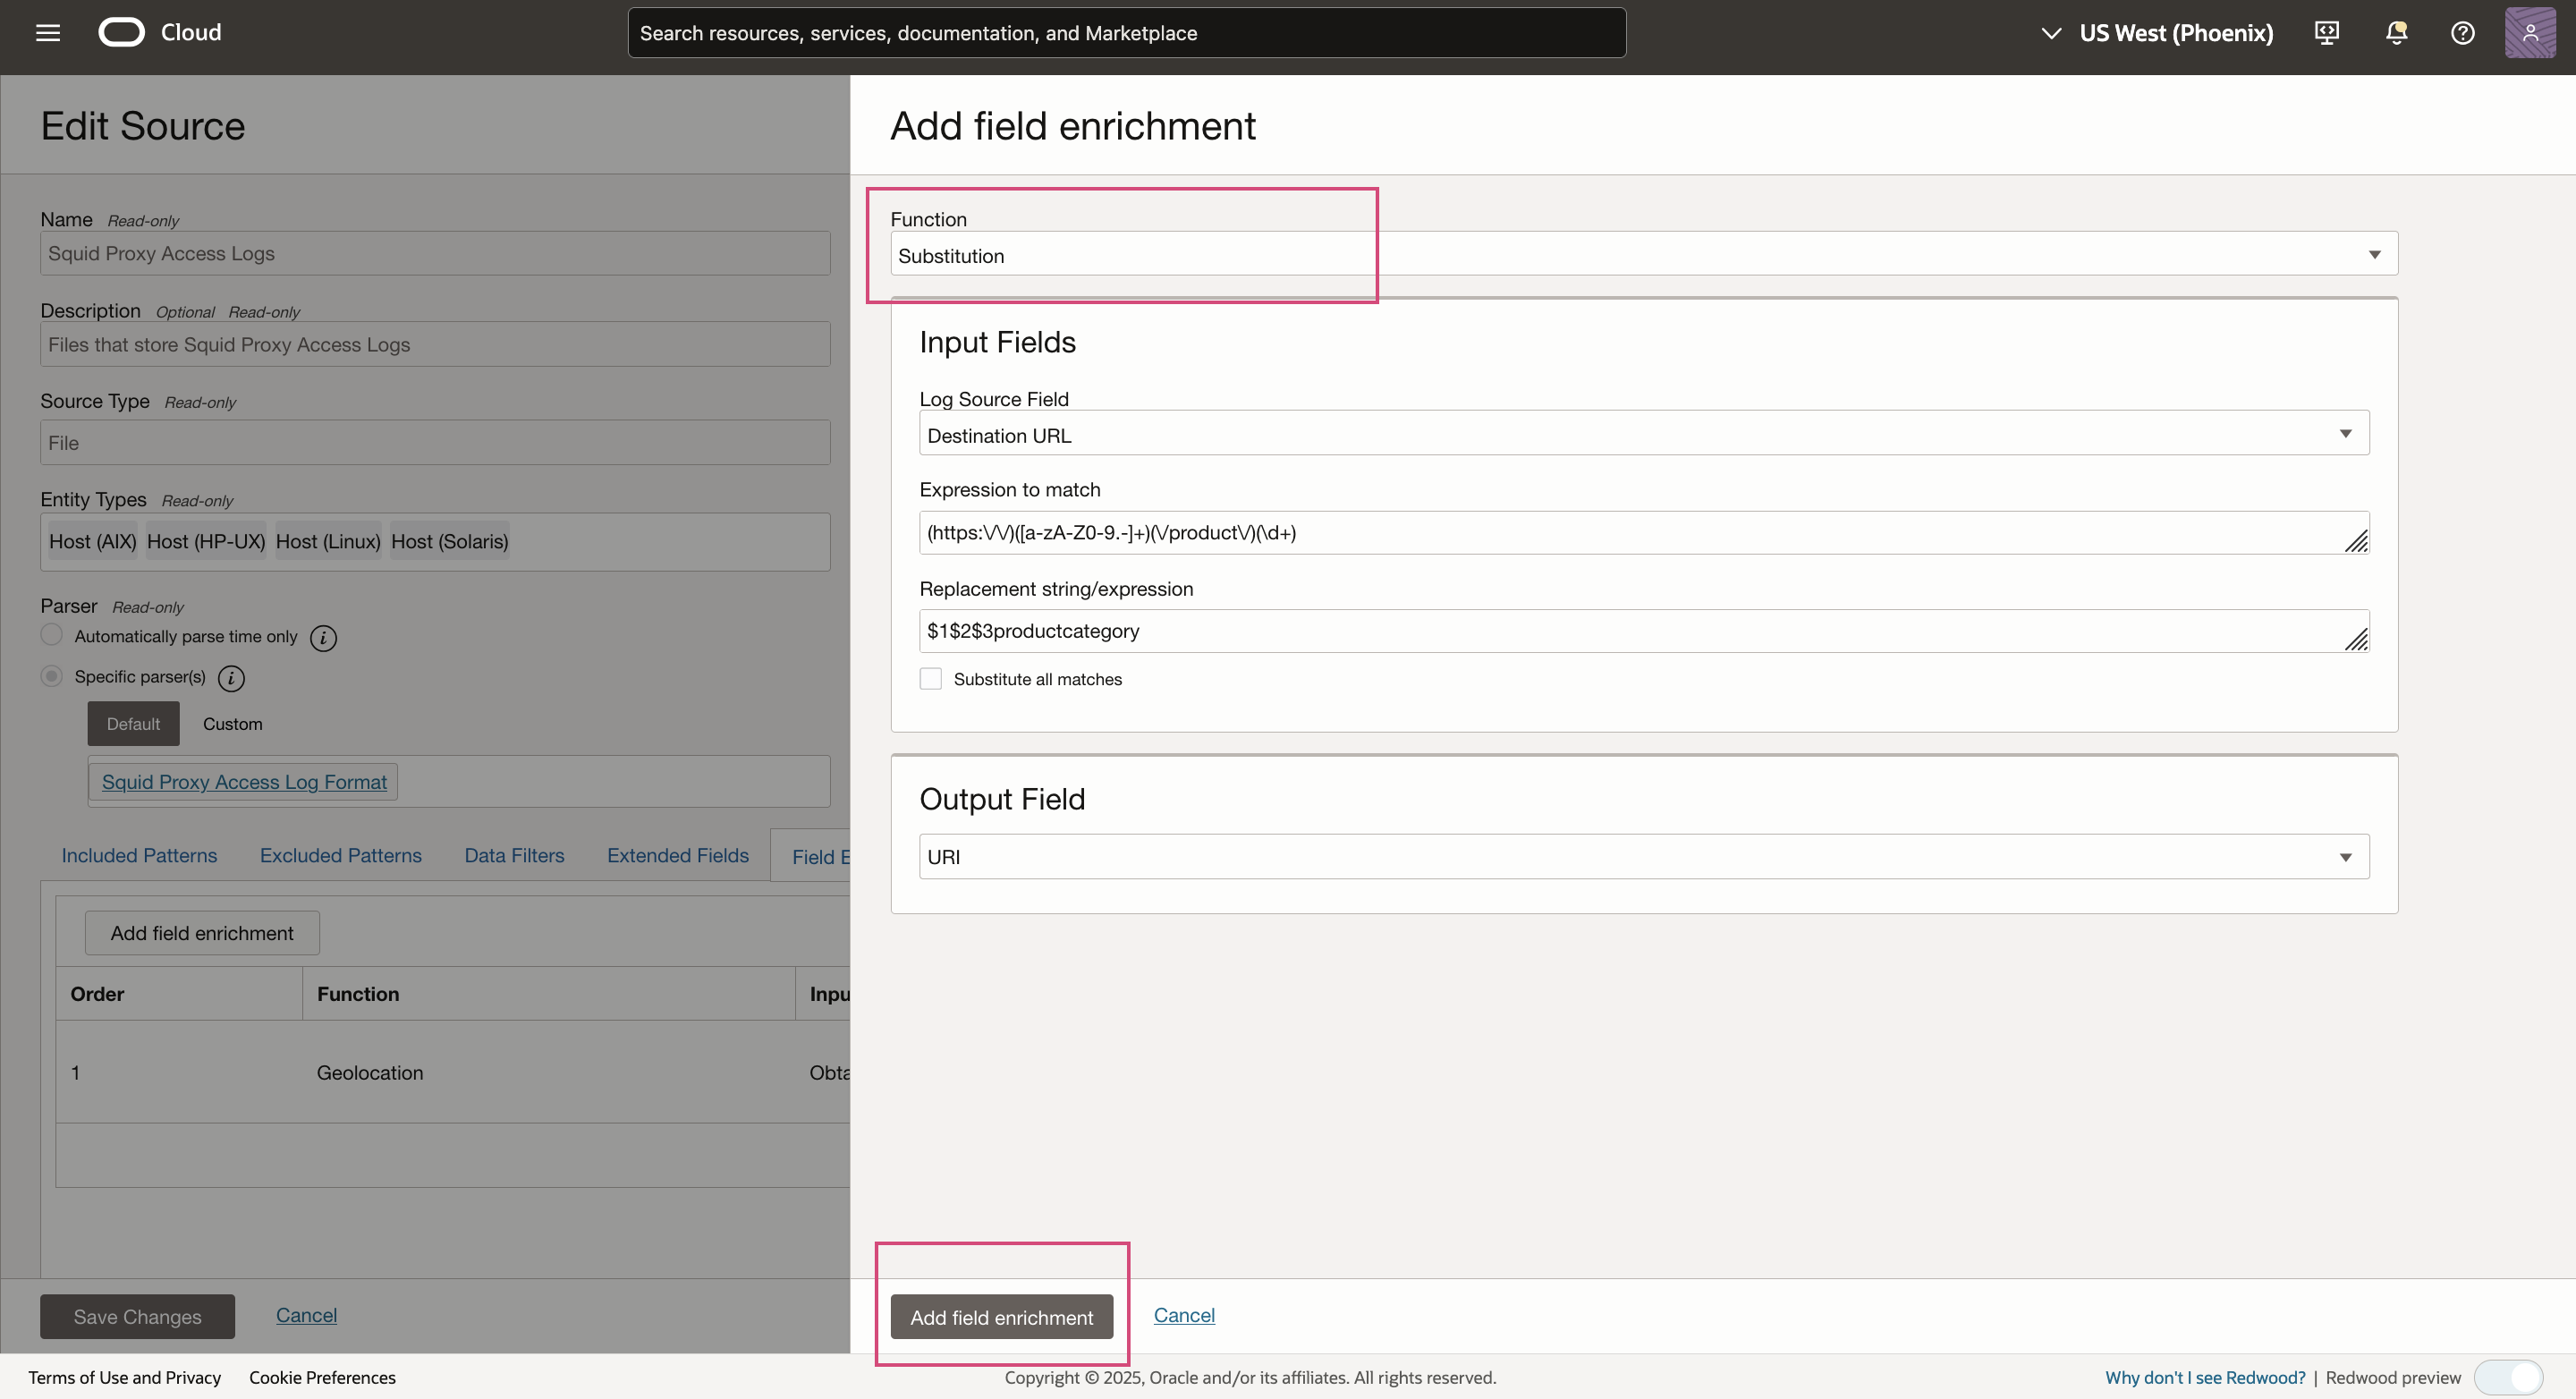 Cloud
Search resources, services, documentation, and Marketplace
US West (Phoenix)
Edit Source
Name Read-only
Squid Proxy Access Logs
Description Optional Read-only
Files that store Squid Proxy Access Logs
Source Type Read-only
File
Entity Types Read-only
Host (AIX) Host (HP-UX) Host (Linux) Host (Solaris)
Parser Read-only
Automatically parse time only
Specific parser(s)
Default Custom
Squid Proxy Access Log Format
Included Patterns Excluded Patterns Data Filters Extended Fields Field E
Add field enrichment
Order Function Inpu
1 Geolocation Obta
Save Changes Cancel
Add field enrichment
Function
Substitution
Input Fields
Log Source Field
Destination URL
Expression to match
(https:\/\/)([a-zA-Z0-9.-]+)(\/product\/)(\d+)
Replacement string/expression
$1$2$3productcategory
Substitute all matches
Output Field
URI
Add field enrichment Cancel
Terms of Use and Privacy Cookie Preferences
Copyright © 2025, Oracle and/or its affiliates. All rights reserved.
Why don't I see Redwood? | Redwood preview